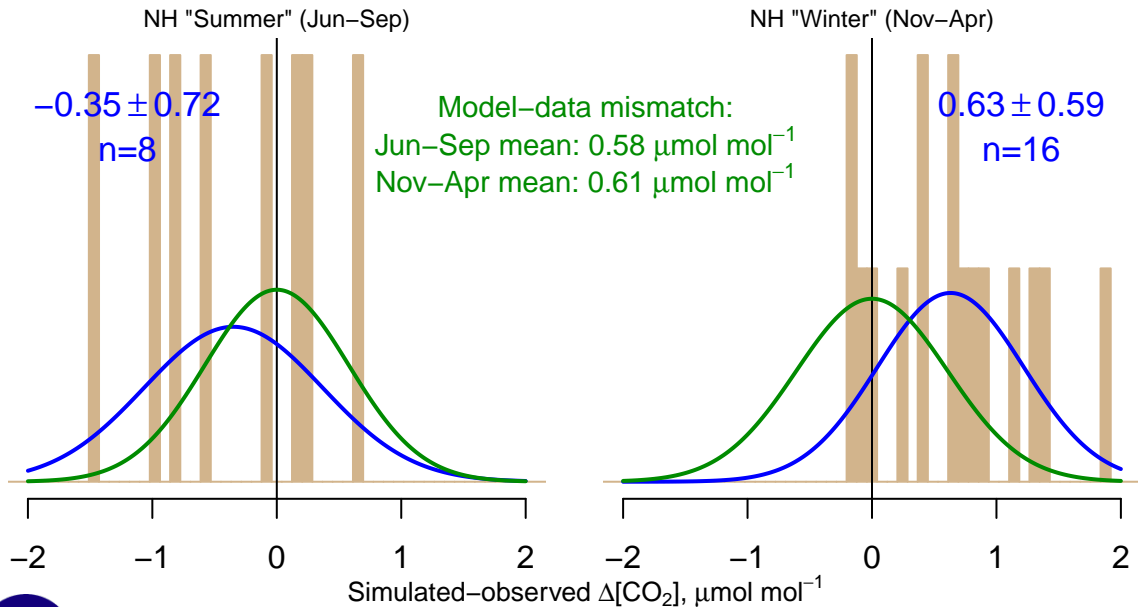 NH "Summer" (Jun−Sep)
NH "Winter" (Nov−Apr)
−0.35 ± 0.72
n=8
Model−data mismatch:
Jun−Sep mean: 0.58 μmol mol⁻¹
Nov−Apr mean: 0.61 μmol mol⁻¹
0.63 ± 0.59
n=16
−2 −1 0 1 2
−2 −1 0 1 2
Simulated−observed Δ[CO₂], μmol mol⁻¹